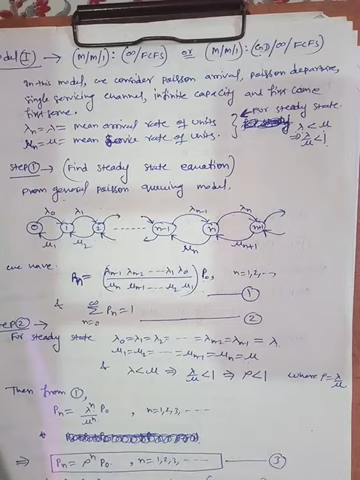 Model (I) → (M/M/1): (∞/FCFS) or (M/M/1): (GD/∞/FCFS)
In this model, we consider poisson arrival, poisson departure,
single servicing channel, infinite capacity and first come
first serve.
λn = λ = mean arrival rate of units
μn = μ = mean service rate of units.
} For steady state
λ < μ
⇒ λ/μ < 1
Step ① → (Find steady state equation)
From general poisson queuing model.
λ0 λ1 λn-1 λn
0 1 2 ...... n-1 n n+1
μ1 μ2 μn μn+1
we have
Pn = (λn-1 λn-2 ..... λ1 λ0 / μn μn-1 .... μ2 μ1) P0, n=1,2,...
— ①
& ∞∑n=0 Pn = 1 — ②
Step ② →
For steady state λ0 = λ1 = λ2 = ... = λn-2 = λn-1 = λ
μ1 = μ2 = ... = μn-1 = μn = μ
& λ < μ ⇒ λ/μ < 1 ⇒ ρ < 1 where ρ = λ/μ
Then from ①,
Pn = λⁿ/μⁿ P0, n=1,2,3,....
⇒ Pn = ρⁿ P0, n=1,2,3,.... — ③